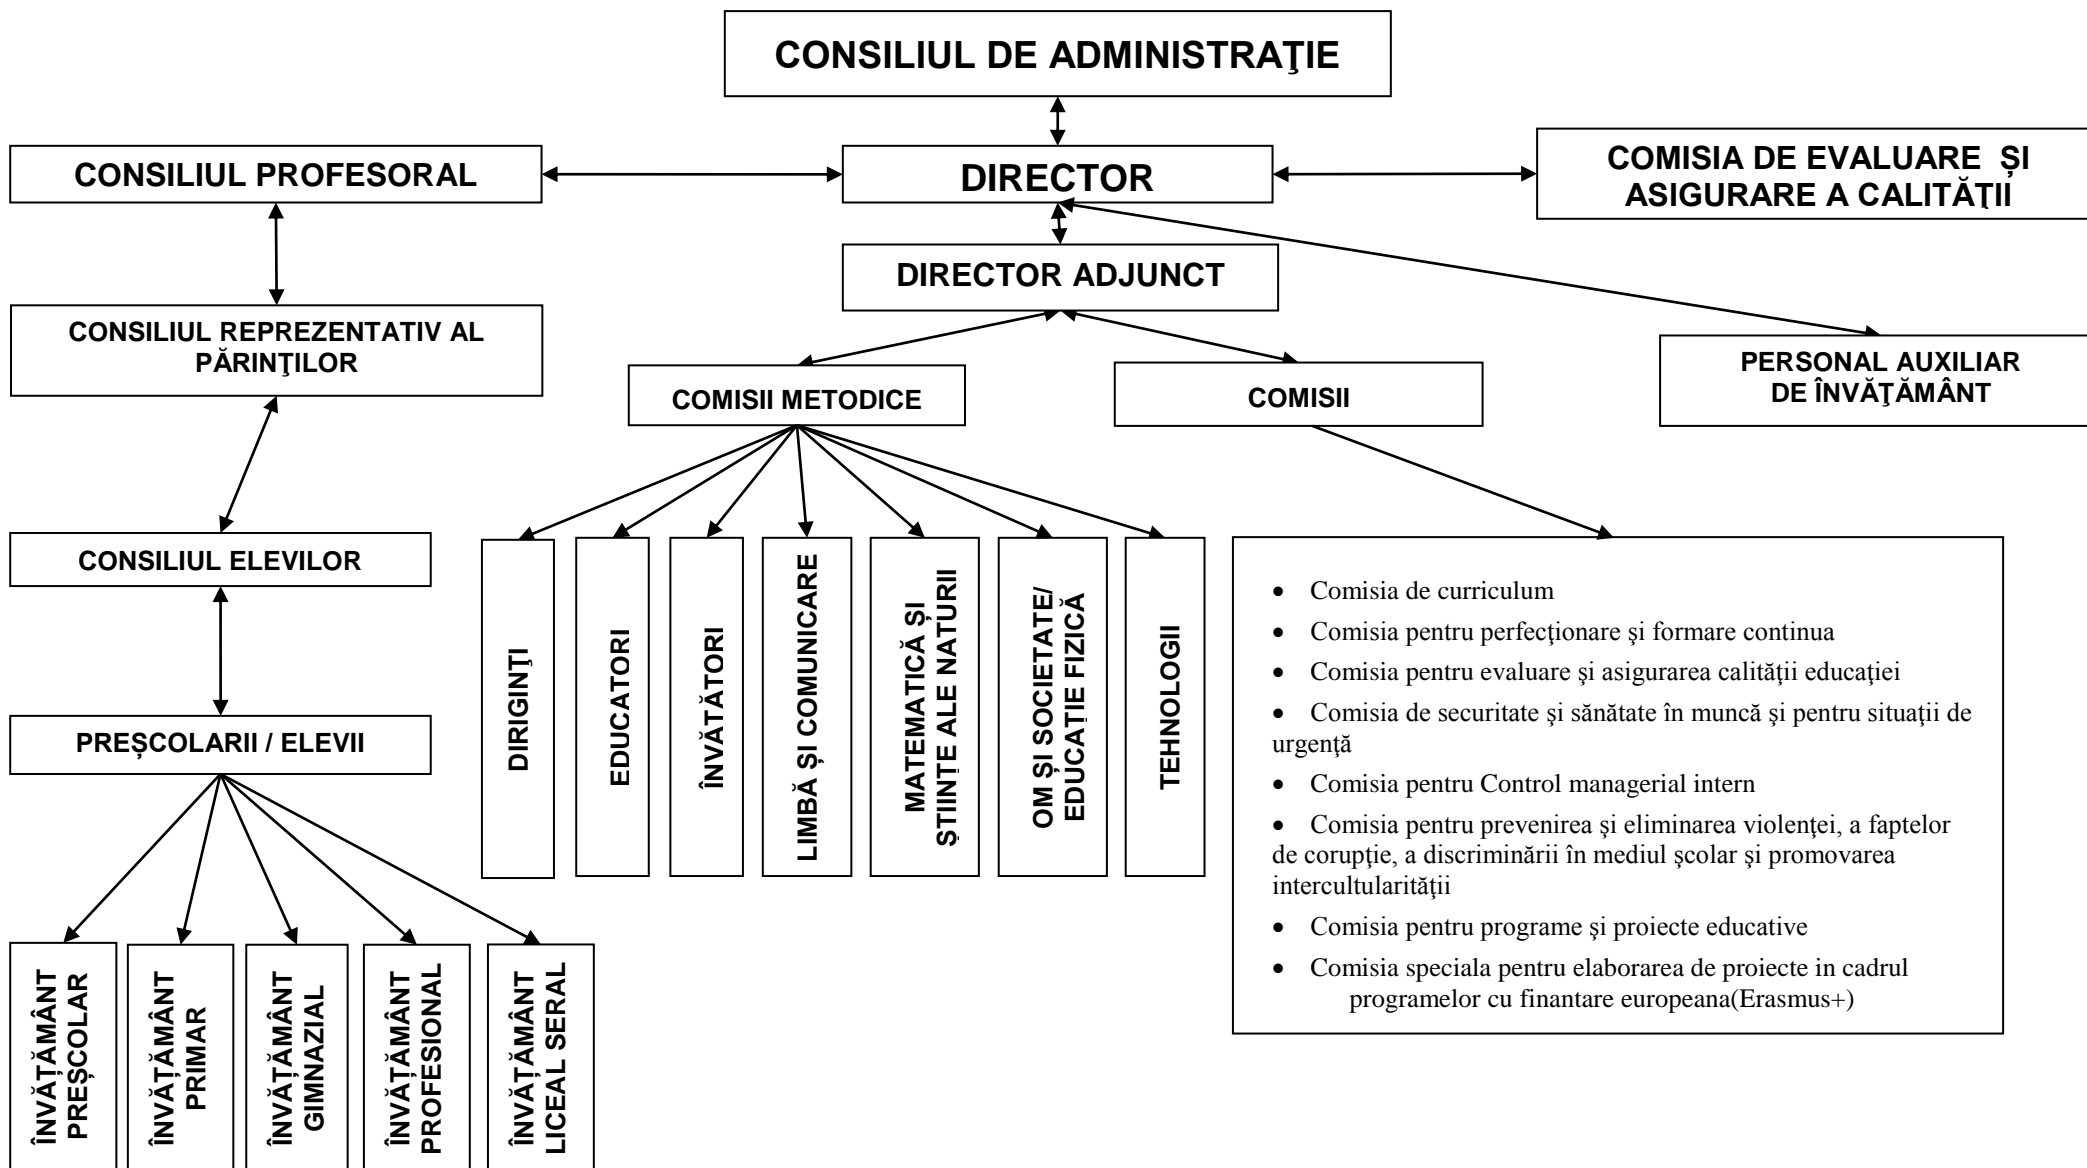 CONSILIUL DE ADMINISTRAŢIE
CONSILIUL PROFESORAL
DIRECTOR
COMISIA DE EVALUARE ȘI
ASIGURARE A CALITĂŢII
DIRECTOR ADJUNCT
CONSILIUL REPREZENTATIV AL
PĂRINŢILOR
COMISII METODICE
COMISII
PERSONAL AUXILIAR
DE ÎNVĂŢĂMÂNT
CONSILIUL ELEVILOR
PREȘCOLARII / ELEVII
DIRIGINŢI
EDUCATORI
ÎNVĂTĂTORI
LIMBĂ ȘI COMUNICARE
MATEMATICĂ ȘI
ȘTIINȚE ALE NATURII
OM ȘI SOCIETATE/
EDUCAȚIE FIZICĂ
TEHNOLOGII
• Comisia de curriculum
• Comisia pentru perfecţionare şi formare continua
• Comisia pentru evaluare şi asigurarea calităţii educaţiei
• Comisia de securitate şi sănătate în muncă şi pentru situaţii de
urgenţă
• Comisia pentru Control managerial intern
• Comisia pentru prevenirea şi eliminarea violenţei, a faptelor
de corupţie, a discriminării în mediul şcolar şi promovarea
intercultularităţii
• Comisia pentru programe şi proiecte educative
• Comisia speciala pentru elaborarea de proiecte in cadrul
programelor cu finantare europeana(Erasmus+)
ÎNVĂȚĂMÂNT
PREȘCOLAR
ÎNVĂȚĂMÂNT
PRIMAR
ÎNVĂȚĂMÂNT
GIMNAZIAL
ÎNVĂȚĂMÂNT
PROFESIONAL
ÎNVĂȚĂMÂNT
LICEAL SERAL